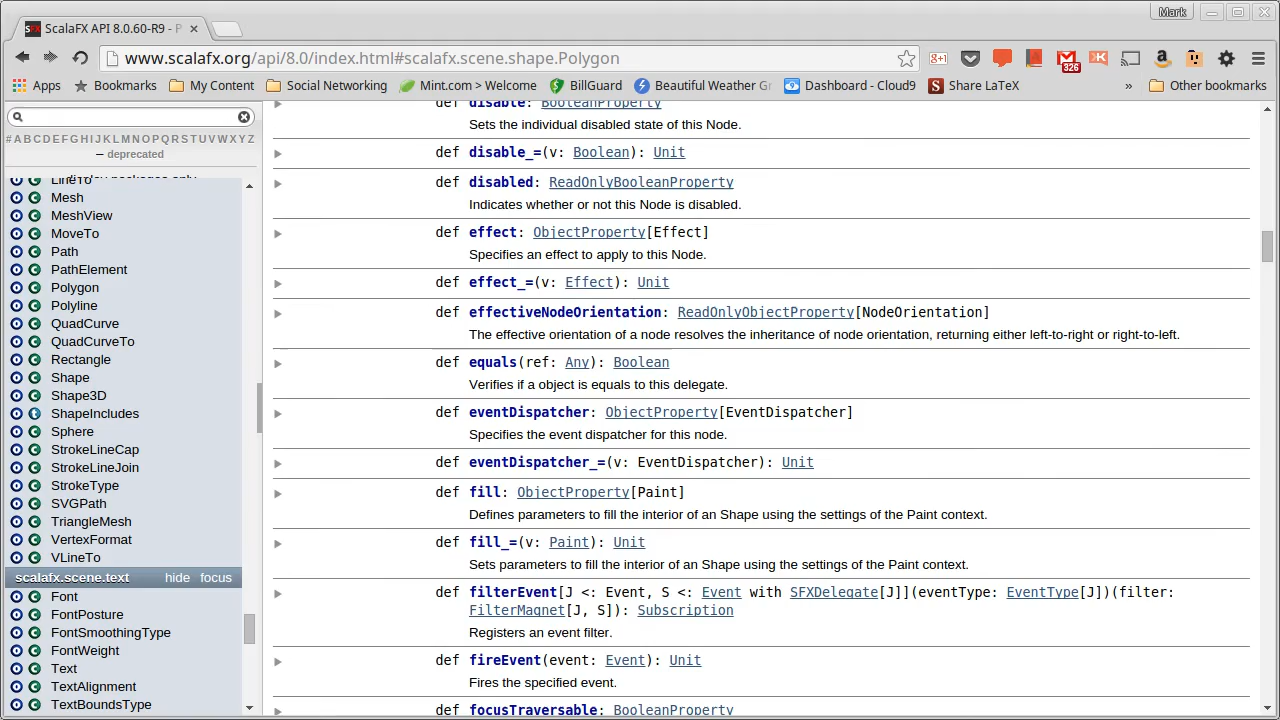 Mark
SFX ScalaFX API 8.0.60-R9 - P
www.scalafx.org/api/8.0/index.html#scalafx.scene.shape.Polygon
326
Apps Bookmarks My Content Social Networking Mint.com > Welcome BillGuard Beautiful Weather Gr Dashboard - Cloud9 Share LaTeX » Other bookmarks
# A B C D E F G H I J K L M N O P Q R S T U V W X Y Z
– deprecated
LineTo
Mesh
MeshView
MoveTo
Path
PathElement
Polygon
Polyline
QuadCurve
QuadCurveTo
Rectangle
Shape
Shape3D
ShapeIncludes
Sphere
StrokeLineCap
StrokeLineJoin
StrokeType
SVGPath
TriangleMesh
VertexFormat
VLineTo
scalafx.scene.text hide focus
Font
FontPosture
FontSmoothingType
FontWeight
Text
TextAlignment
TextBoundsType
def disable: BooleanProperty
Sets the individual disabled state of this Node.
def disable_=(v: Boolean): Unit
def disabled: ReadOnlyBooleanProperty
Indicates whether or not this Node is disabled.
def effect: ObjectProperty[Effect]
Specifies an effect to apply to this Node.
def effect_=(v: Effect): Unit
def effectiveNodeOrientation: ReadOnlyObjectProperty[NodeOrientation]
The effective orientation of a node resolves the inheritance of node orientation, returning either left-to-right or right-to-left.
def equals(ref: Any): Boolean
Verifies if a object is equals to this delegate.
def eventDispatcher: ObjectProperty[EventDispatcher]
Specifies the event dispatcher for this node.
def eventDispatcher_=(v: EventDispatcher): Unit
def fill: ObjectProperty[Paint]
Defines parameters to fill the interior of an Shape using the settings of the Paint context.
def fill_=(v: Paint): Unit
Sets parameters to fill the interior of an Shape using the settings of the Paint context.
def filterEvent[J <: Event, S <: Event with SFXDelegate[J]](eventType: EventType[J])(filter:
FilterMagnet[J, S]): Subscription
Registers an event filter.
def fireEvent(event: Event): Unit
Fires the specified event.
def focusTraversable: BooleanProperty